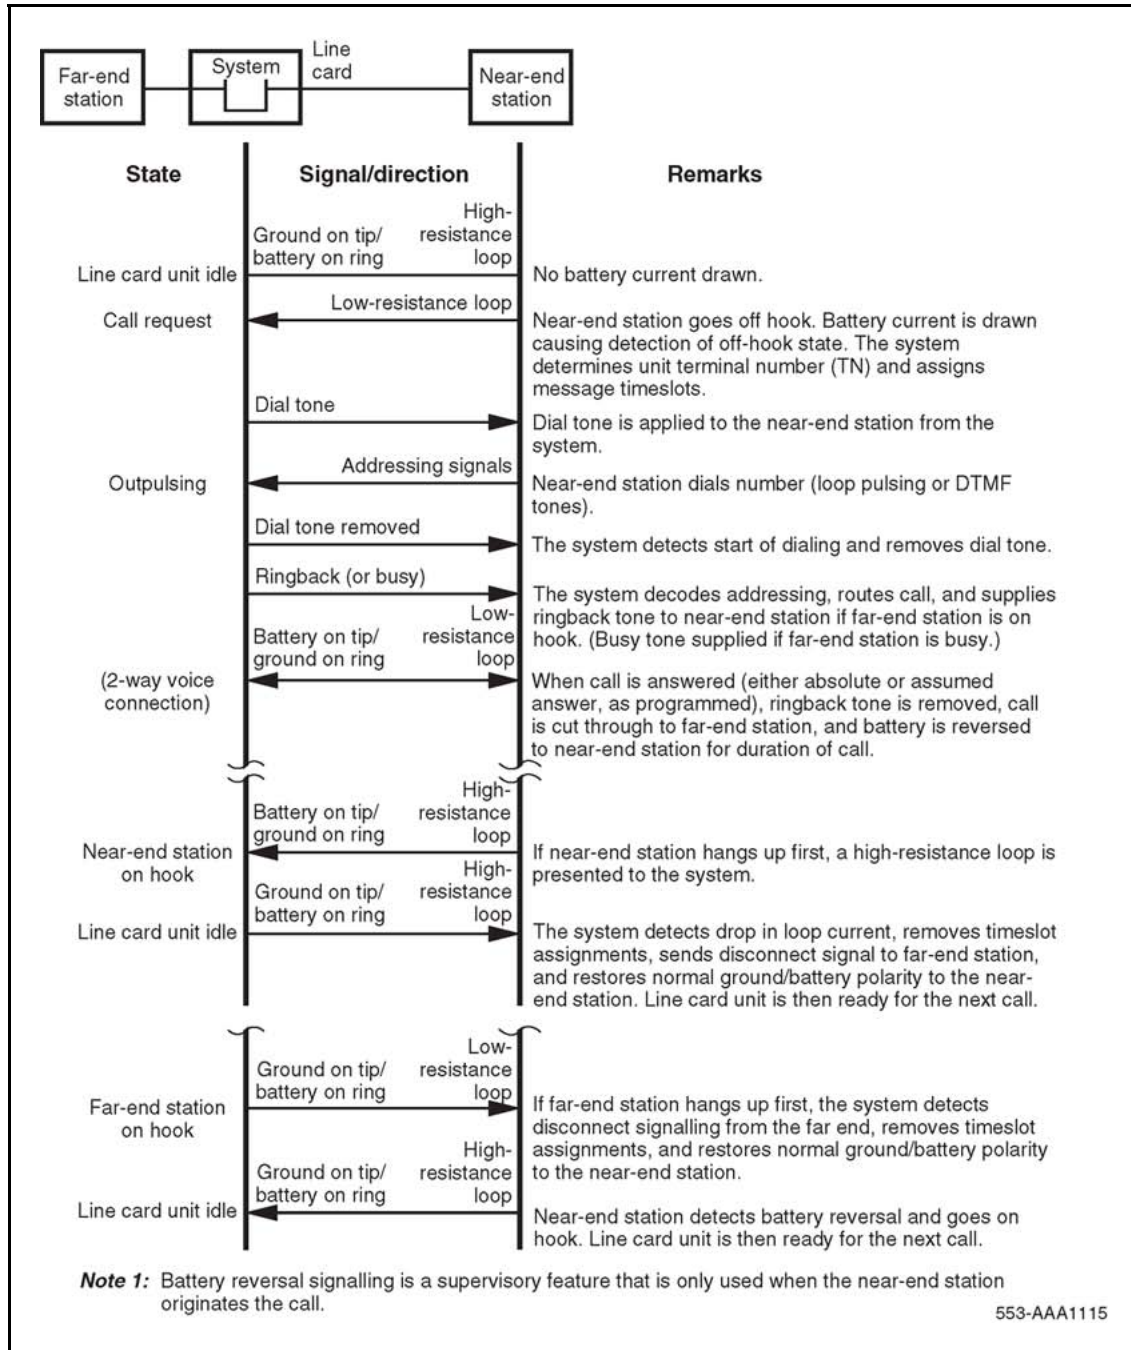 Far-end
station
System
Line
card
Near-end
station
State
Signal/direction
Remarks
Ground on tip/
battery on ring
High-
resistance
loop
Line card unit idle
No battery current drawn.
Low-resistance loop
Call request
Near-end station goes off hook. Battery current is drawn
causing detection of off-hook state. The system
determines unit terminal number (TN) and assigns
message timeslots.
Dial tone
Dial tone is applied to the near-end station from the
system.
Addressing signals
Outpulsing
Near-end station dials number (loop pulsing or DTMF
tones).
Dial tone removed
The system detects start of dialing and removes dial tone.
Ringback (or busy)
The system decodes addressing, routes call, and supplies
ringback tone to near-end station if far-end station is on
hook. (Busy tone supplied if far-end station is busy.)
Battery on tip/
ground on ring
Low-
resistance
loop
(2-way voice
connection)
When call is answered (either absolute or assumed
answer, as programmed), ringback tone is removed, call
is cut through to far-end station, and battery is reversed
to near-end station for duration of call.
Battery on tip/
ground on ring
High-
resistance
loop
Near-end station
on hook
If near-end station hangs up first, a high-resistance loop is
presented to the system.
Ground on tip/
battery on ring
High-
resistance
loop
Line card unit idle
The system detects drop in loop current, removes timeslot
assignments, sends disconnect signal to far-end station,
and restores normal ground/battery polarity to the near-
end station. Line card unit is then ready for the next call.
Ground on tip/
battery on ring
Low-
resistance
loop
Far-end station
on hook
If far-end station hangs up first, the system detects
disconnect signalling from the far end, removes timeslot
assignments, and restores normal ground/battery polarity
to the near-end station.
Ground on tip/
battery on ring
High-
resistance
loop
Line card unit idle
Near-end station detects battery reversal and goes on
hook. Line card unit is then ready for the next call.
Note 1: Battery reversal signalling is a supervisory feature that is only used when the near-end station
originates the call.
553-AAA1115